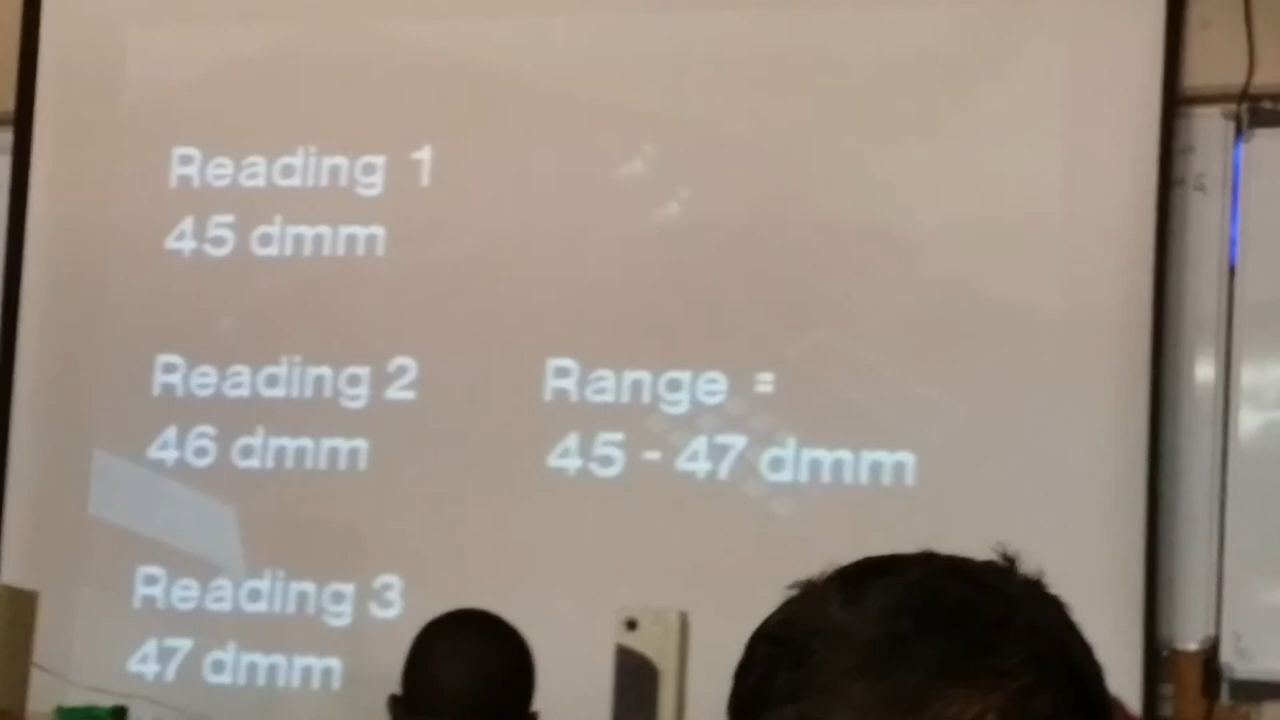 Reading 1
45 dmm
Reading 2
46 dmm
Range =
45 - 47 dmm
Reading 3
47 dmm